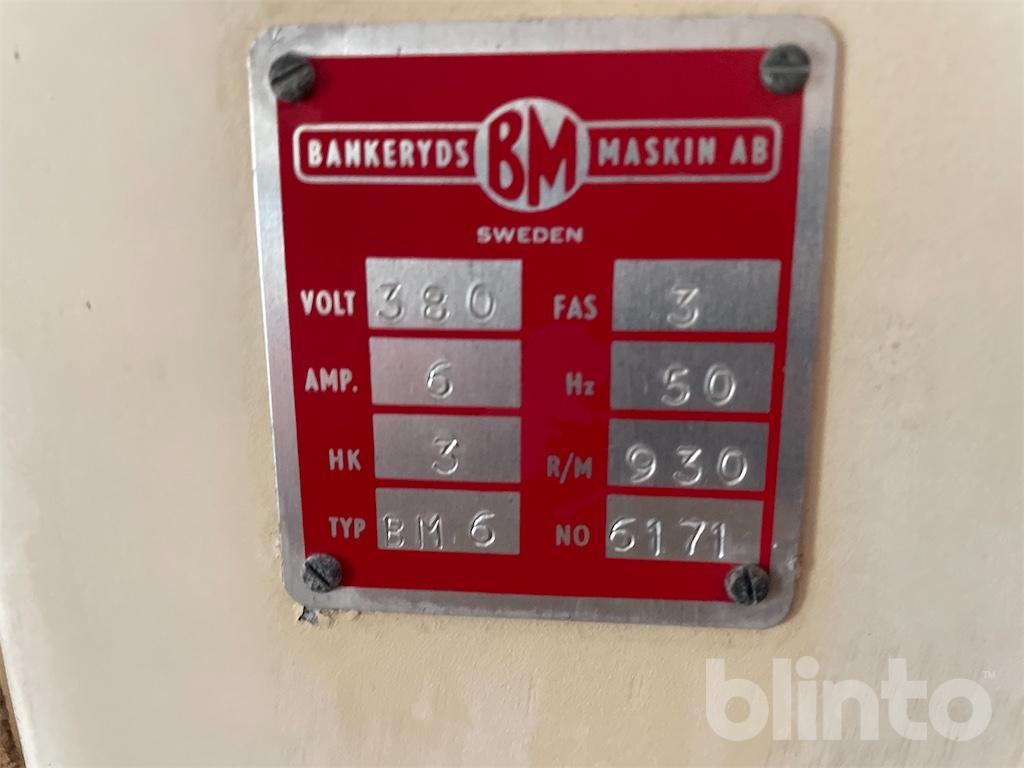 BANKERYDS BM MASKIN AB
SWEDEN
VOLT 380 FAS 3
AMP. 6 Hz 50
HK 3 R/M 930
TYP BM 6 NO 6171
blinto™